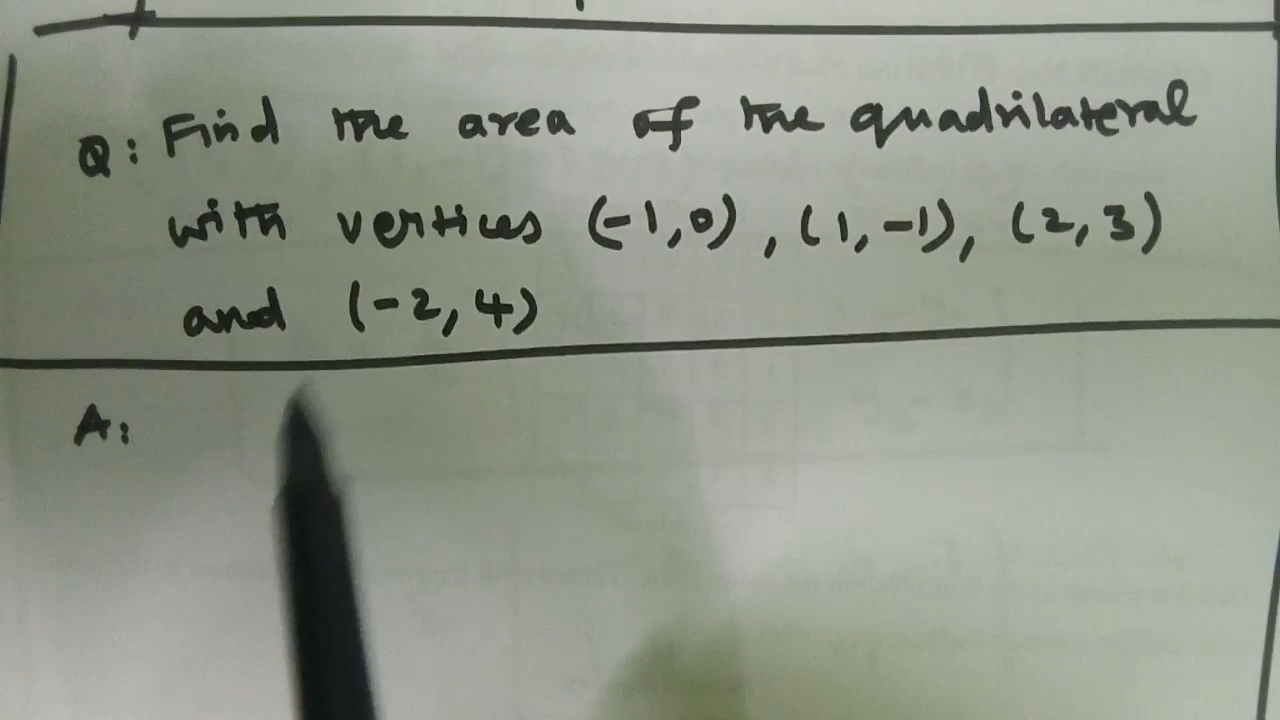 Q: Find the area of the quadrilateral
with vertices (-1,0), (1,-1), (2,3)
and (-2,4)
A: